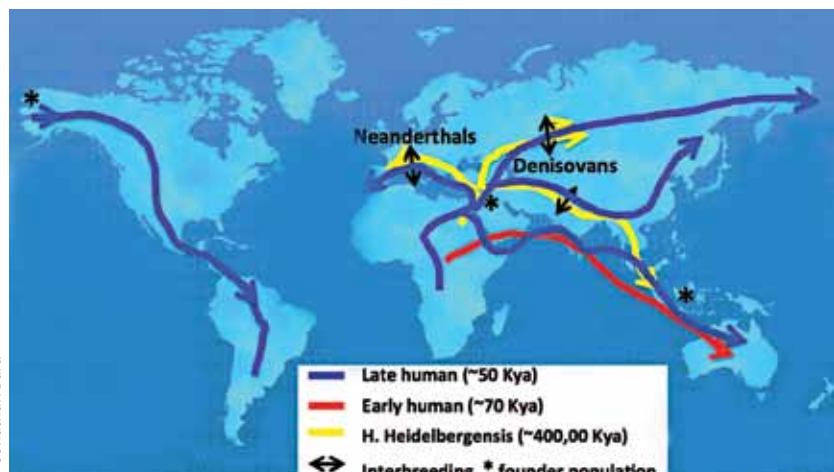 *
Neanderthals
Denisovans
*
*
Late human (~50 Kya)
Early human (~70 Kya)
H. Heidelbergensis (~400,00 Kya)
Interbreeding * founder population